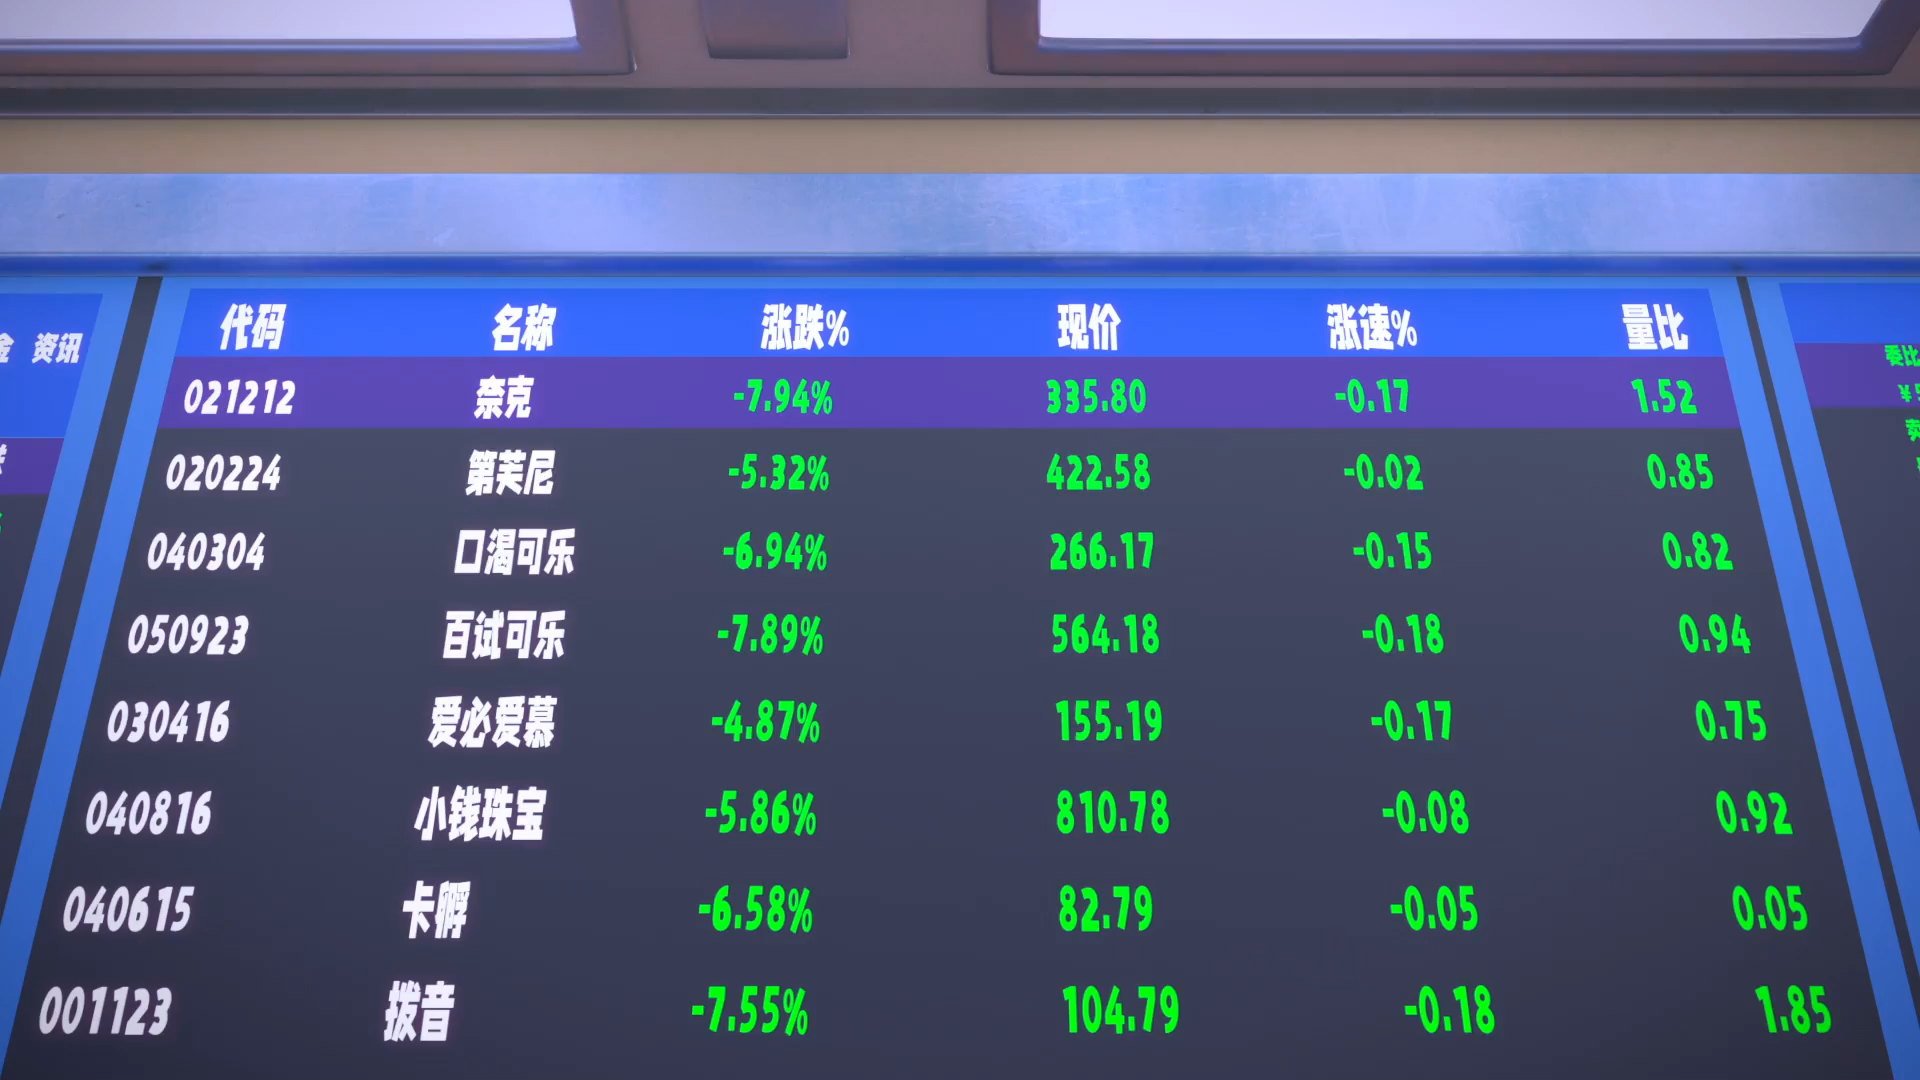 金 资讯
代码 名称 涨跌% 现价 涨速% 量比
021212 奈克 -7.94% 335.80 -0.17 1.52
020224 第芙尼 -5.32% 422.58 -0.02 0.85
040304 口渴可乐 -6.94% 266.17 -0.15 0.82
050923 百试可乐 -7.89% 564.18 -0.18 0.94
030416 爱必爱慕 -4.87% 155.19 -0.17 0.75
040816 小钱珠宝 -5.86% 810.78 -0.08 0.92
040615 卡孵 -6.58% 82.79 -0.05 0.05
001123 拨音 -7.55% 104.79 -0.18 1.85
委比